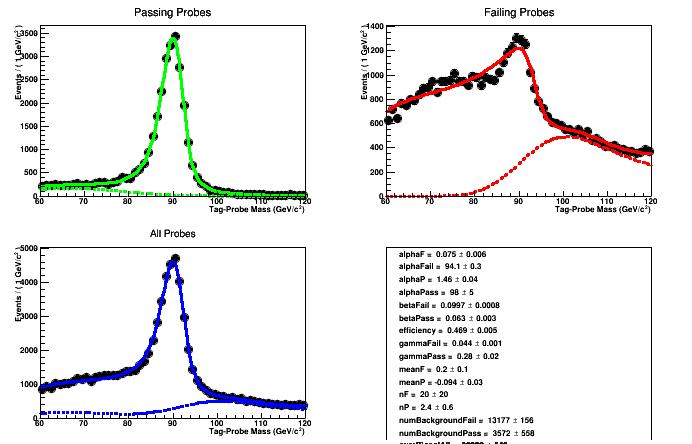 Passing Probes
Events / ( 1 GeV/c² )
3500
3000
2500
2000
1500
1000
500
0
60 70 80 90 100 110 120
Tag-Probe Mass (GeV/c²)
Failing Probes
Events / ( 1 GeV/c² )
1400
1200
1000
800
600
400
200
0
60 70 80 90 100 110 120
Tag-Probe Mass (GeV/c²)
All Probes
Events / ( 1 GeV/c² )
5000
4000
3000
2000
1000
0
60 70 80 90 100 110 120
Tag-Probe Mass (GeV/c²)
alphaF = 0.075 ± 0.006
alphaFail = 94.1 ± 0.3
alphaP = 1.46 ± 0.04
alphaPass = 98 ± 5
betaFail = 0.0997 ± 0.0008
betaPass = 0.063 ± 0.003
efficiency = 0.469 ± 0.005
gammaFail = 0.044 ± 0.001
gammaPass = 0.28 ± 0.02
meanF = 0.2 ± 0.1
meanP = -0.094 ± 0.03
nF = 20 ± 20
nP = 2.4 ± 0.6
numBackgroundFail = 13177 ± 156
numBackgroundPass = 3572 ± 558